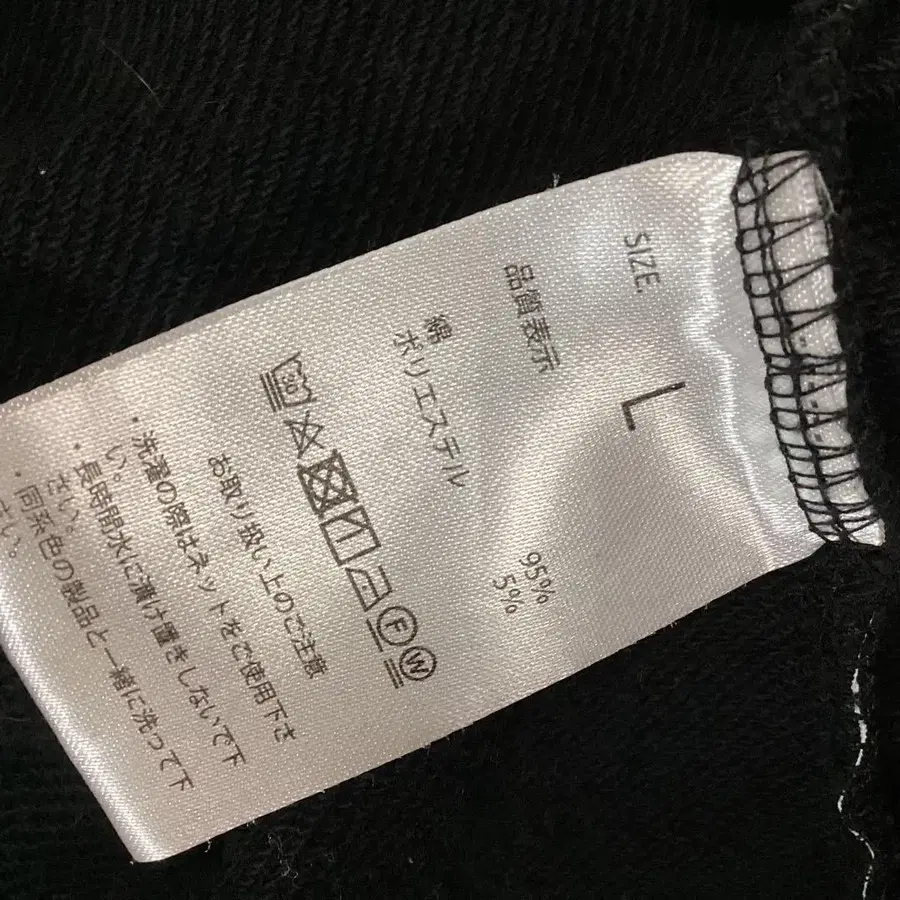 SIZE.
L
品質表示
綿 95%
ポリエステル 5%
30
F W
お取り扱い上のご注意
・洗濯の際はネットをご使用下さ
い。
・長時間水に漬け置きしないで下
さい。
・同系色の製品と一緒に洗って下
さい。